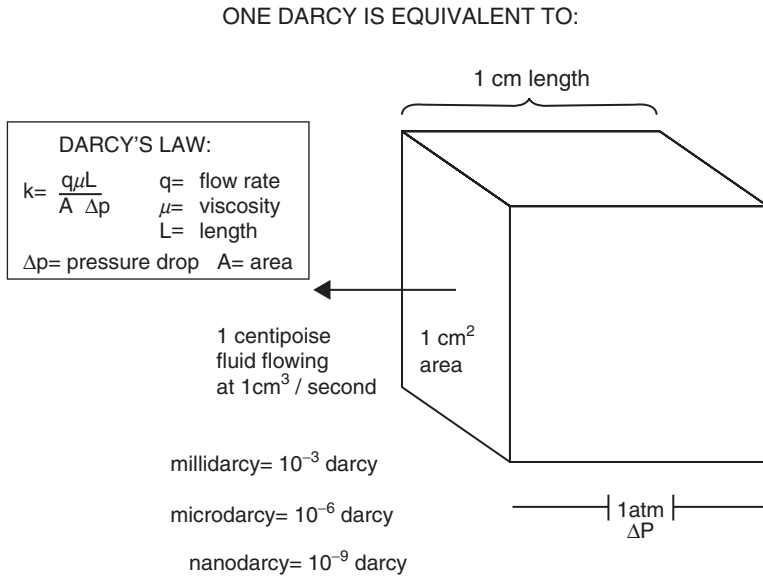 ONE DARCY IS EQUIVALENT TO:
1 cm length
DARCY'S LAW:
k= qμL / A Δp
q= flow rate
μ= viscosity
L= length
Δp= pressure drop A= area
1 centipoise
fluid flowing
at 1cm³ / second
1 cm²
area
millidarcy= 10⁻³ darcy
microdarcy= 10⁻⁶ darcy
nanodarcy= 10⁻⁹ darcy
1atm
ΔP